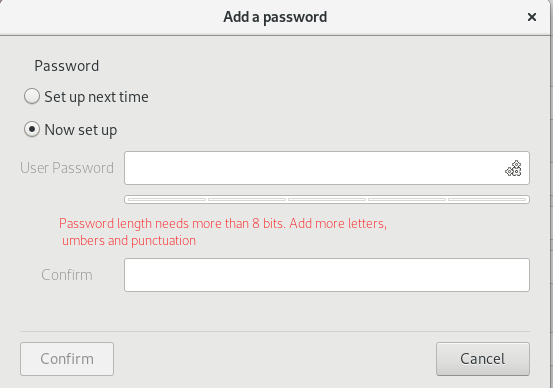 Add a password
Password
Set up next time
Now set up
User Password
Password length needs more than 8 bits. Add more letters,
umbers and punctuation
Confirm
Confirm
Cancel